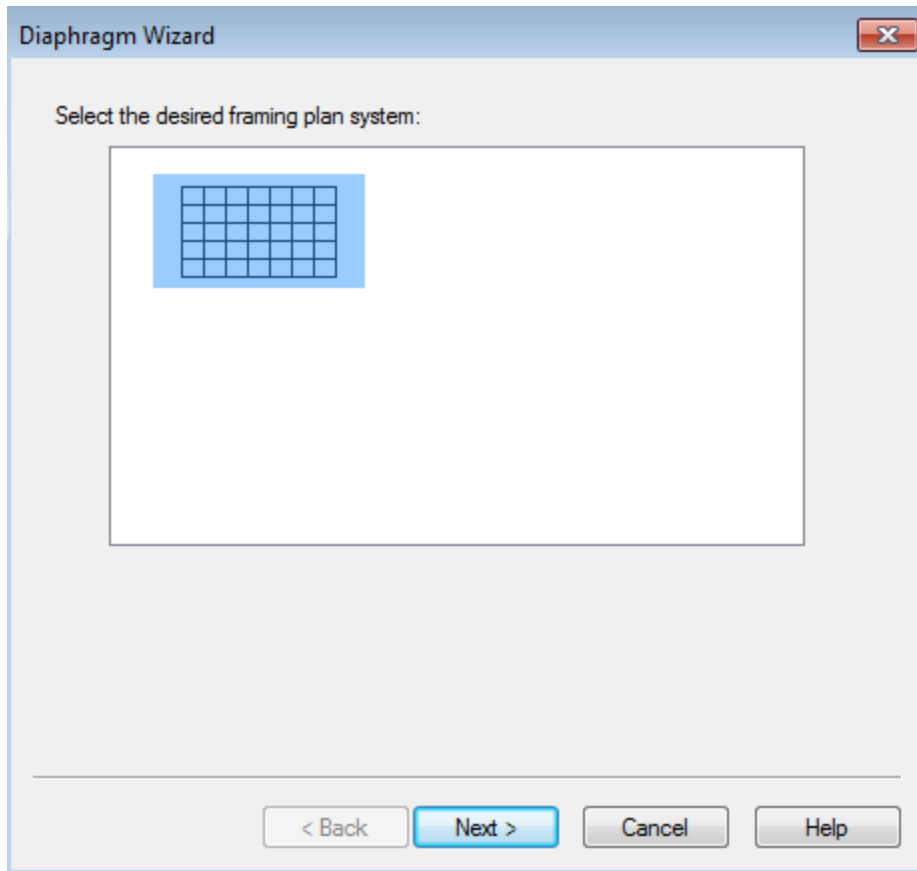 Diaphragm Wizard
Select the desired framing plan system:
< Back Next > Cancel Help